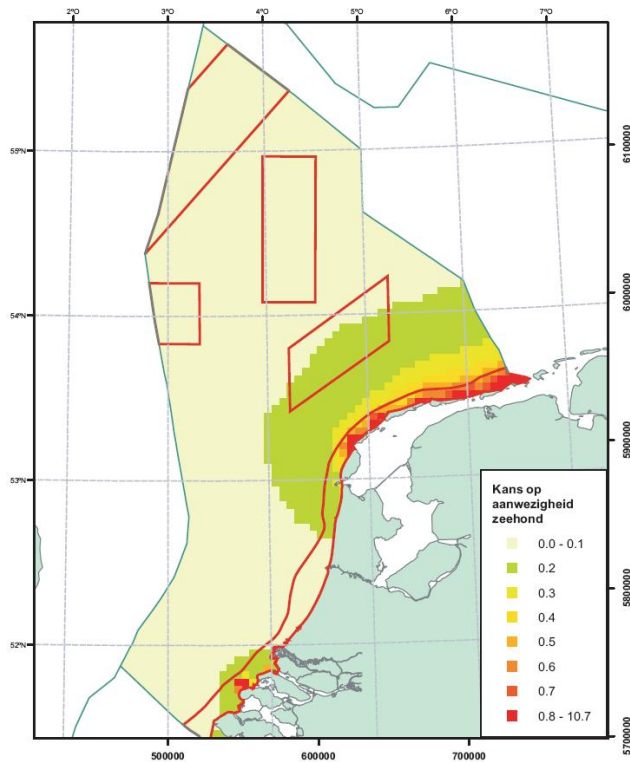 2°O 3°O 4°O 5°O 6°O 7°O
55°N
54°N
53°N
52°N
6100000
6000000
5900000
5800000
5700000
Kans op
aanwezigheid
zeehond
0.0 - 0.1
0.2
0.3
0.4
0.5
0.6
0.7
0.8 - 10.7
500000 600000 700000